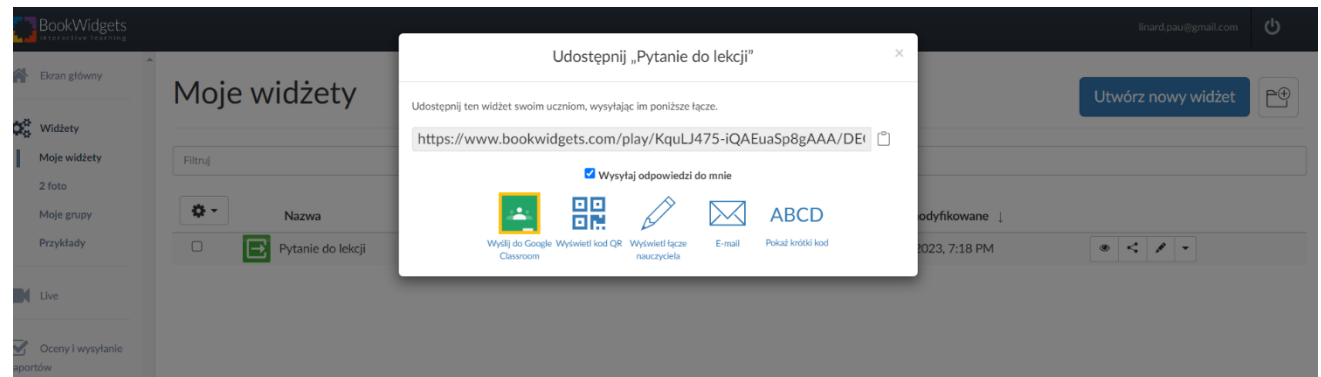 BookWidgets
interactive learning
linard.pau@gmail.com
Ekran główny
Widżety
Moje widżety
2 foto
Moje grupy
Przykłady
Live
Oceny i wysyłanie
aportów
Moje widżety
Utwórz nowy widżet
Filtruj
Nazwa
odyfikowane ↓
Pytanie do lekcji
2023, 7:18 PM
Udostępnij „Pytanie do lekcji”
×
Udostępnij ten widżet swoim uczniom, wysyłając im poniższe łącze.
https://www.bookwidgets.com/play/KquLJ475-iQAEuaSp8gAAA/DE
Wysyłaj odpowiedzi do mnie
Wyślij do Google
Classroom
Wyświetl kod QR
Wyświetl łącze
nauczyciela
E-mail
ABCD
Pokaż krótki kod